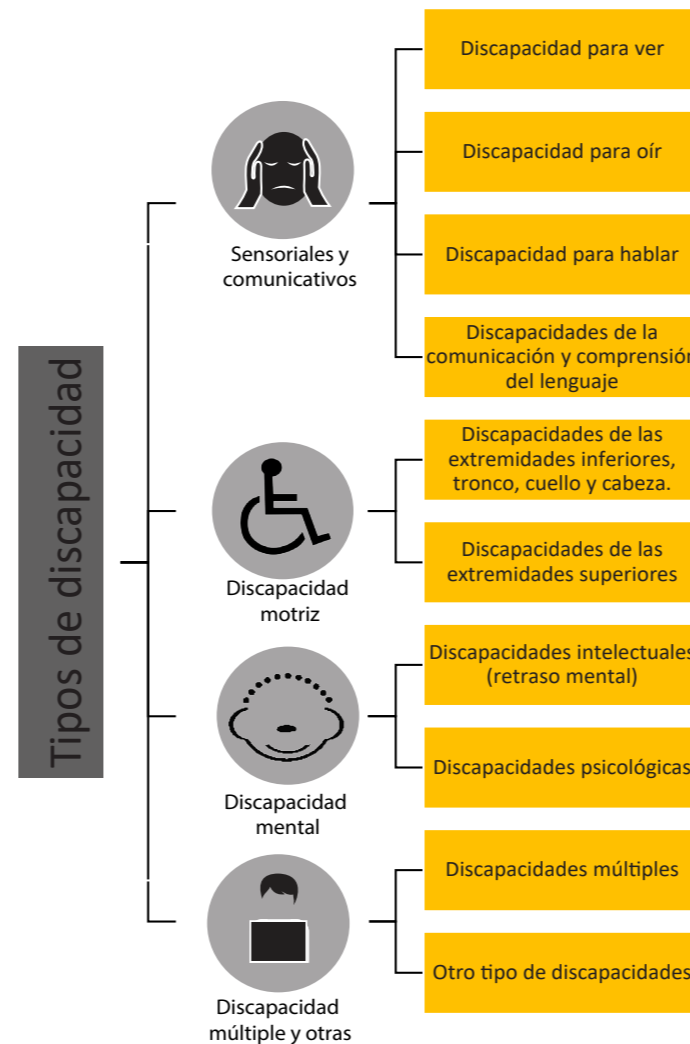 Tipos de discapacidad
Sensoriales y
comunicativos
Discapacidad para ver
Discapacidad para oír
Discapacidad para hablar
Discapacidades de la
comunicación y comprensión
del lenguaje
Discapacidad
motriz
Discapacidades de las
extremidades inferiores,
tronco, cuello y cabeza.
Discapacidades de las
extremidades superiores
Discapacidad
mental
Discapacidades intelectuales
(retraso mental)
Discapacidades psicológicas
Discapacidad
múltiple y otras
Discapacidades múltiples
Otro tipo de discapacidades